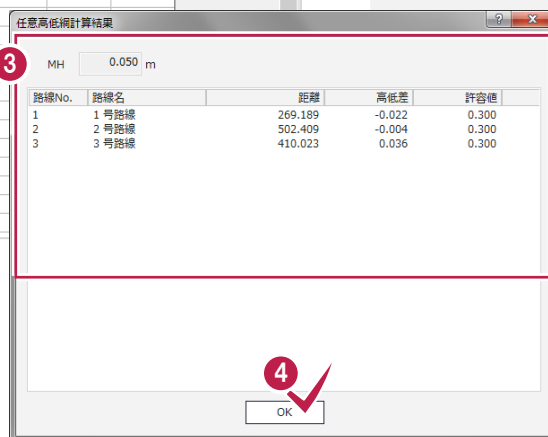 任意高低網計算結果
3
MH 0.050 m
路線No. 路線名 距離 高低差 許容値
1 1 号路線 269.189 -0.022 0.300
2 2 号路線 502.409 -0.004 0.300
3 3 号路線 410.023 0.036 0.300
4
OK